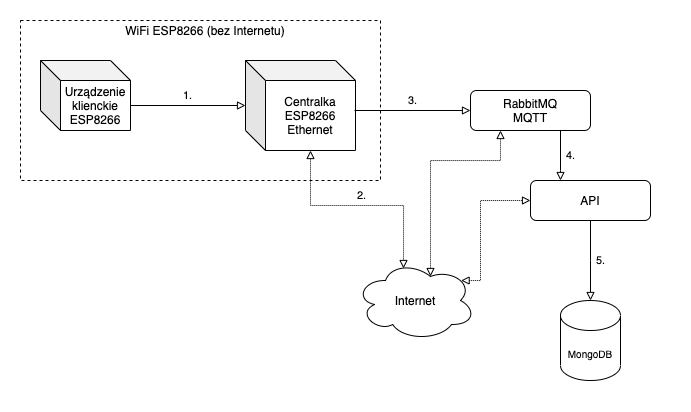 WiFi ESP8266 (bez Internetu)
Urządzenie
klienckie
ESP8266
1.
Centralka
ESP8266
Ethernet
3.
RabbitMQ
MQTT
4.
2.
API
5.
Internet
MongoDB